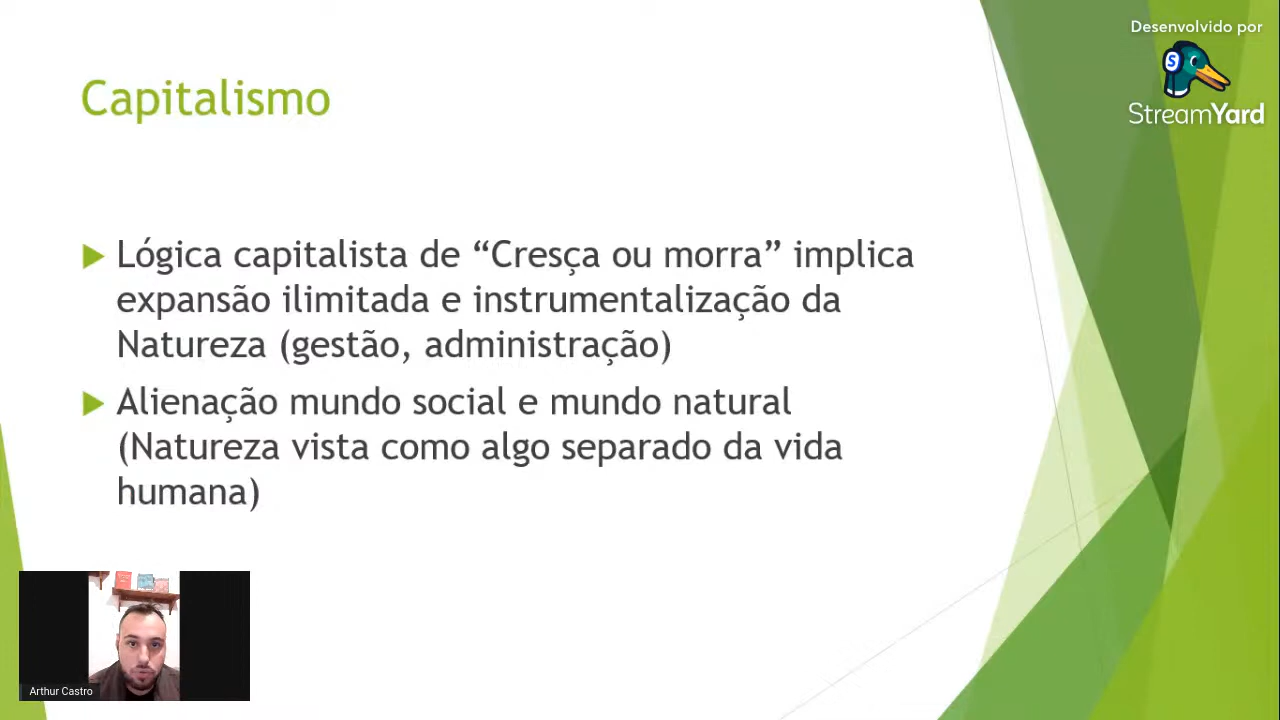 Desenvolvido por
StreamYard
Capitalismo
Lógica capitalista de “Cresça ou morra” implica
expansão ilimitada e instrumentalização da
Natureza (gestão, administração)
Alienação mundo social e mundo natural
(Natureza vista como algo separado da vida
humana)
Arthur Castro